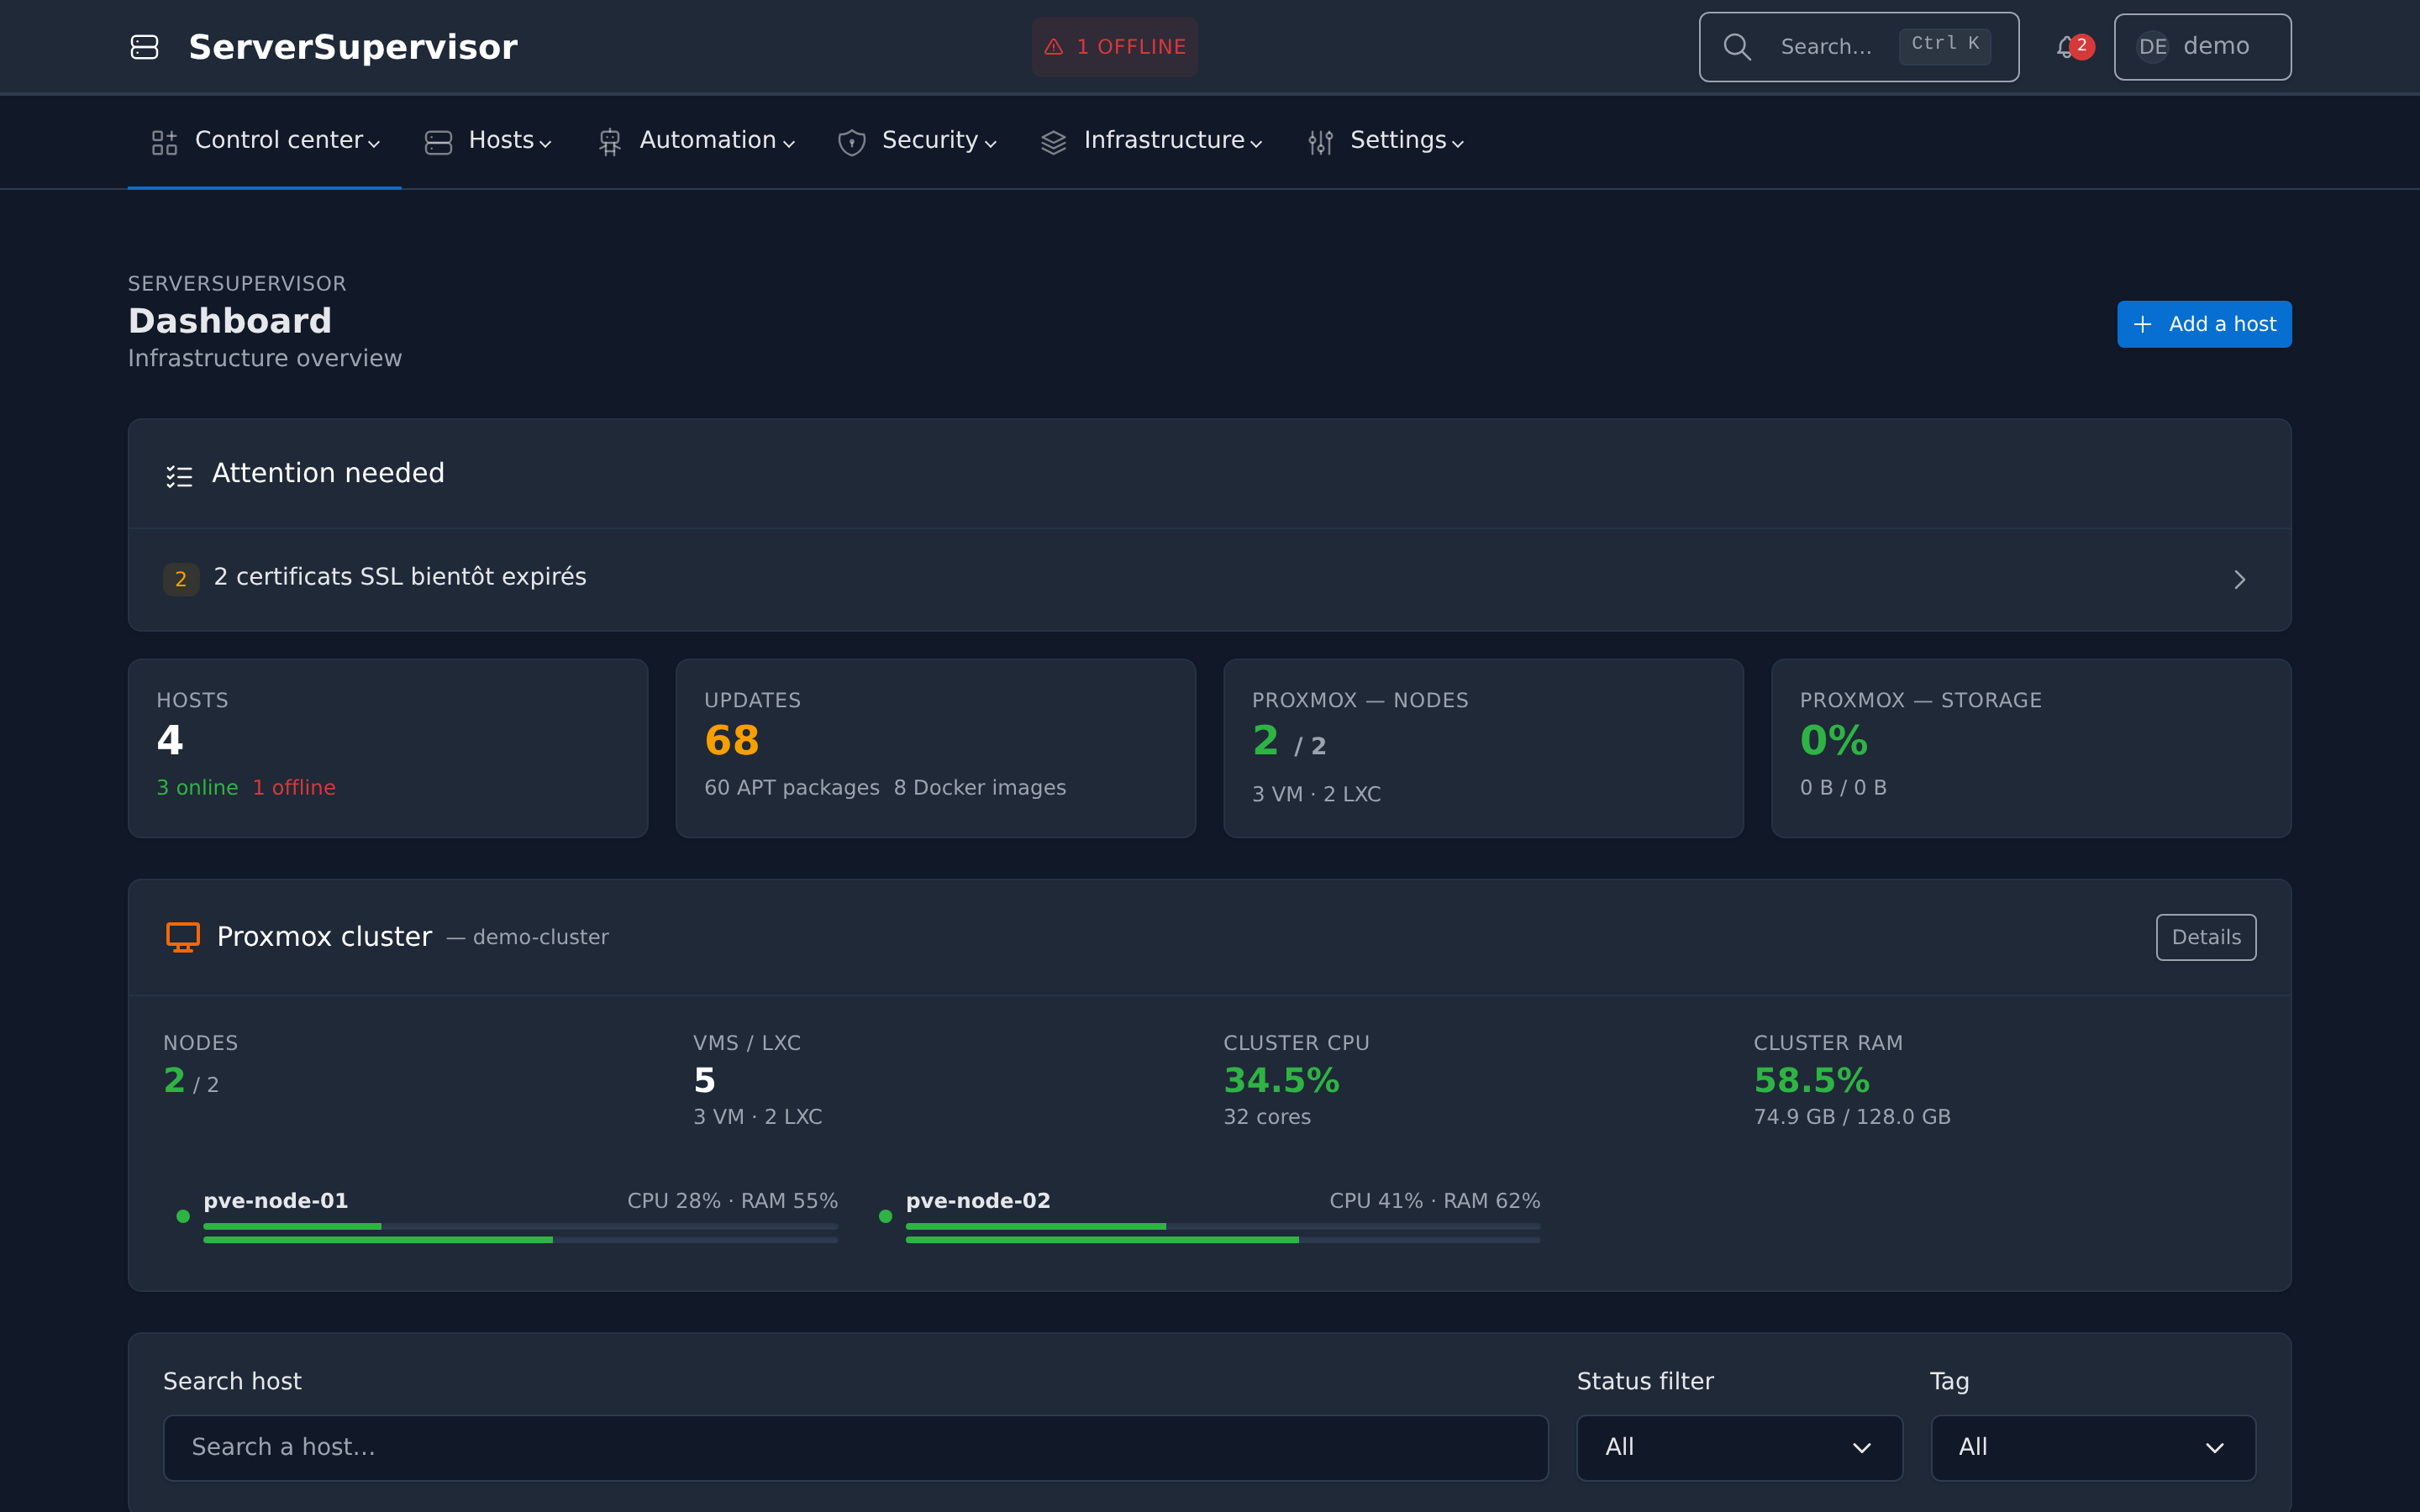 ServerSupervisor
1 OFFLINE
Search...
Ctrl K
2
DE
demo
Control center
Hosts
Automation
Security
Infrastructure
Settings
SERVERSUPERVISOR
Dashboard
Infrastructure overview
Add a host
Attention needed
2
2 certificats SSL bientôt expirés
HOSTS
4
3 online 1 offline
UPDATES
68
60 APT packages 8 Docker images
PROXMOX — NODES
2 / 2
3 VM · 2 LXC
PROXMOX — STORAGE
0%
0 B / 0 B
Proxmox cluster — demo-cluster
Details
NODES
2 / 2
VMS / LXC
5
3 VM · 2 LXC
CLUSTER CPU
34.5%
32 cores
CLUSTER RAM
58.5%
74.9 GB / 128.0 GB
pve-node-01
CPU 28% · RAM 55%
pve-node-02
CPU 41% · RAM 62%
Search host
Search a host...
Status filter
All
Tag
All